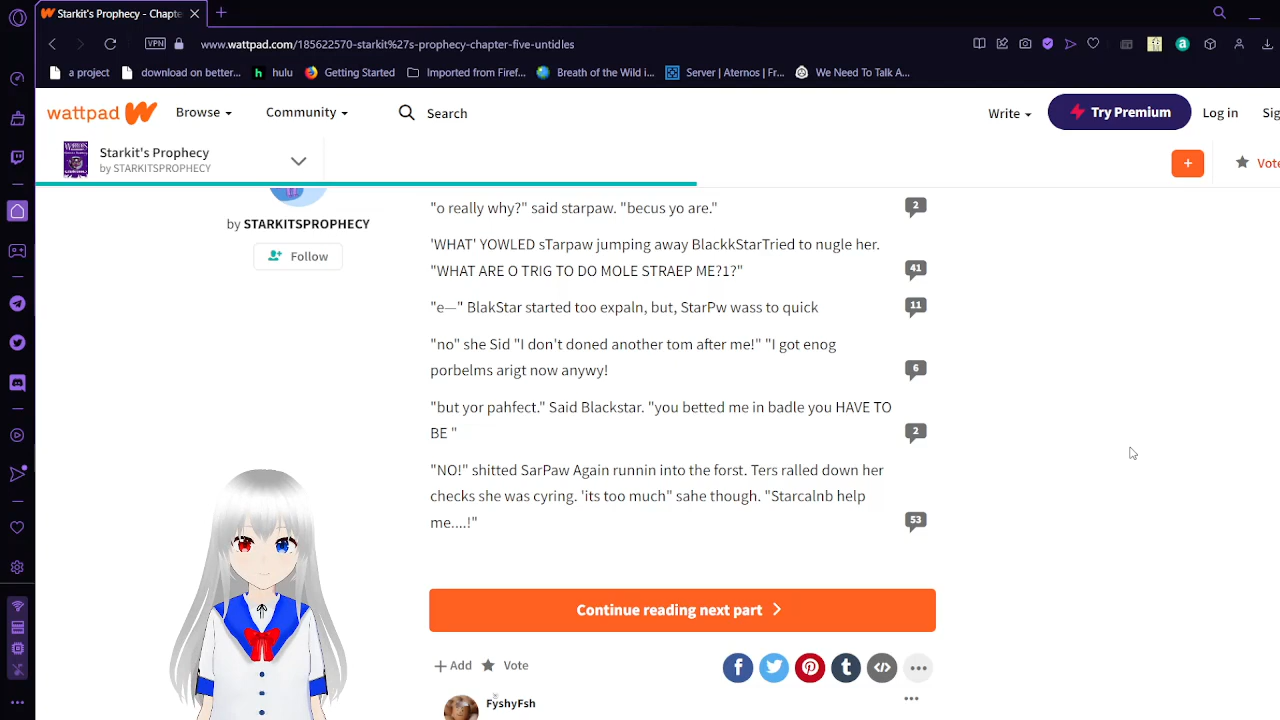 Starkit's Prophecy - Chapte
www.wattpad.com/185622570-starkit%27s-prophecy-chapter-five-untidles
VPN
a project
download on better...
hulu
Getting Started
Imported from Firef...
Breath of the Wild i...
Server | Aternos | Fr...
We Need To Talk A...
wattpad
Browse
Community
Search
Write
Try Premium
Log in
Sig
Starkit's Prophecy
by STARKITSPROPHECY
Vote
by STARKITSPROPHECY
Follow
"o really why?" said starpaw. "becus yo are."
2
'WHAT' YOWLED sTarpaw jumping away BlackkStarTried to nugle her.
"WHAT ARE O TRIG TO DO MOLE STRAEP ME?1?"
41
"e—" BlakStar started too expaln, but, StarPw wass to quick
11
"no" she Sid "I don't doned another tom after me!" "I got enog
porbelms arigt now anywy!
6
"but yor pahfect." Said Blackstar. "you betted me in badle you HAVE TO
BE "
2
"NO!" shitted SarPaw Again runnin into the forst. Ters ralled down her
checks she was cyring. 'its too much" sahe though. "Starcalnb help
me....!"
53
Continue reading next part
Add
Vote
FyshyFsh